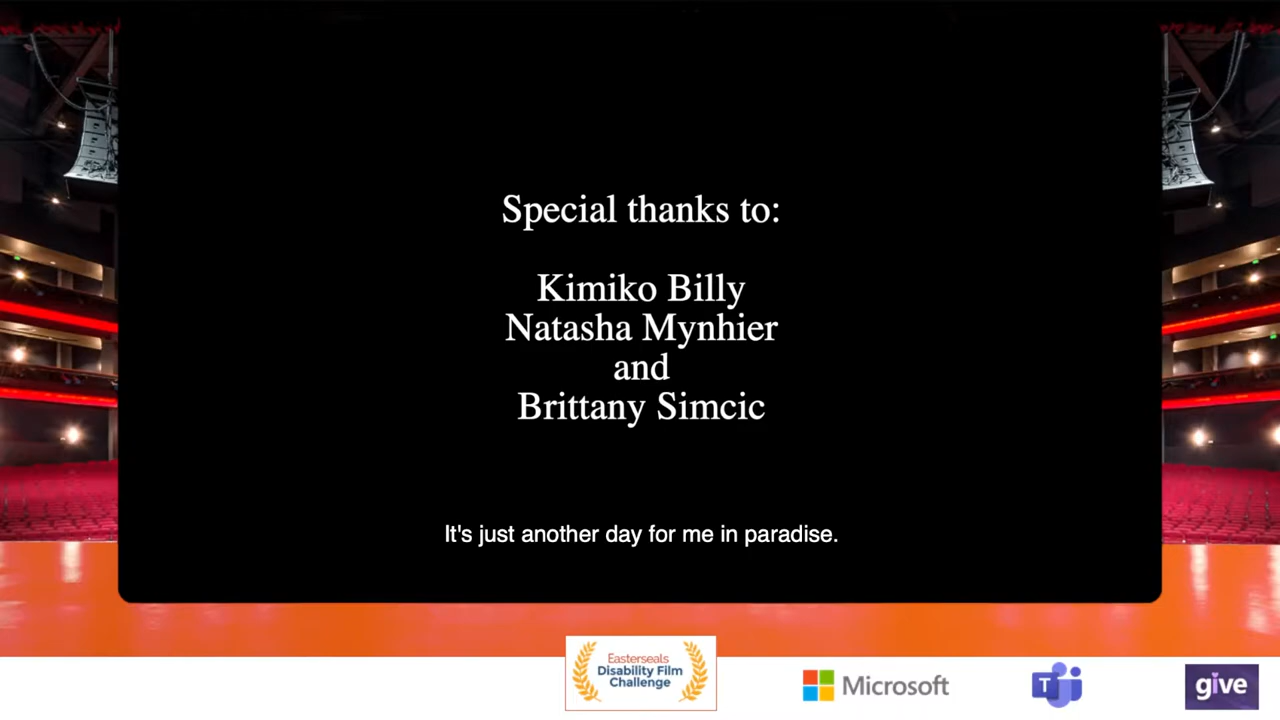 Special thanks to:
Kimiko Billy
Natasha Mynhier
and
Brittany Simcic
It's just another day for me in paradise.
Easterseals
Disability Film
Challenge
Microsoft
T
give